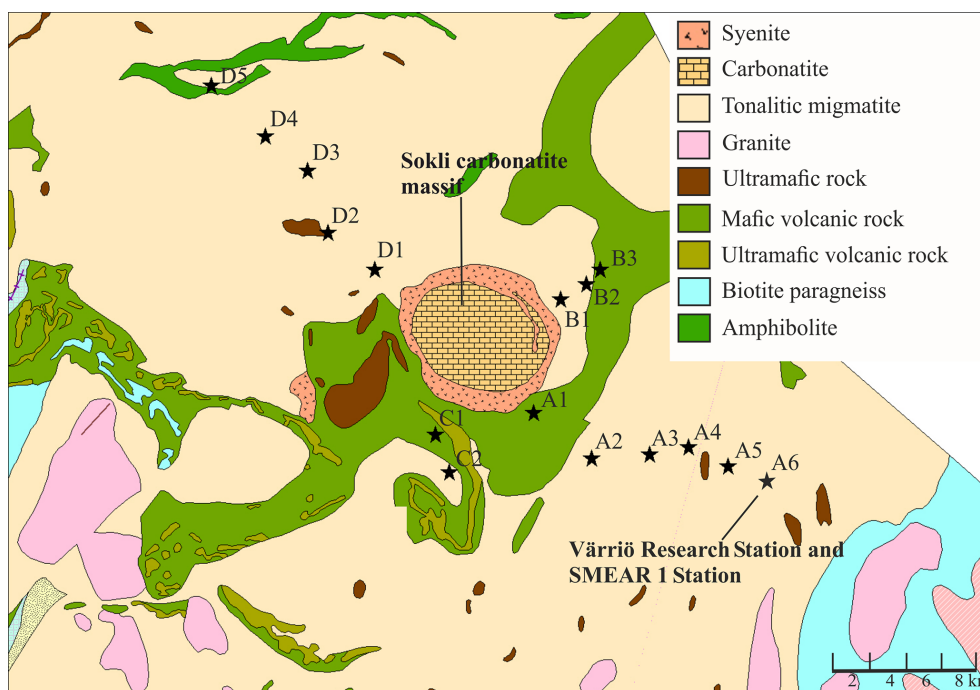 Syenite
Carbonatite
Tonalitic migmatite
Granite
Ultramafic rock
Mafic volcanic rock
Ultramafic volcanic rock
Biotite paragneiss
Amphibolite
D5
D4
D3
Sokli carbonatite
massif
D2
D1
B3
B2
B1
A1
C1
C2
A2
A3
A4
A5
A6
Värriö Research Station and
SMEAR 1 Station
2 4 6 8 km